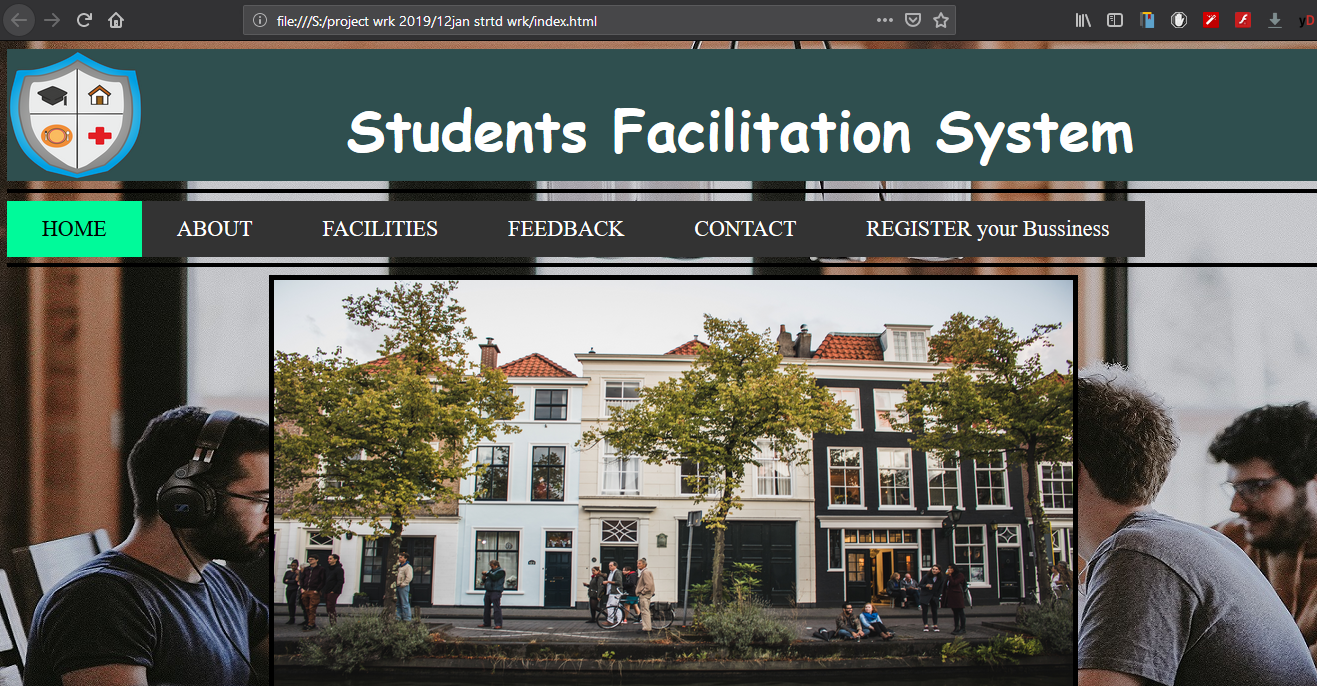 file:///S:/project wrk 2019/12jan strtd wrk/index.html
Students Facilitation System
HOME ABOUT FACILITIES FEEDBACK CONTACT REGISTER your Bussiness